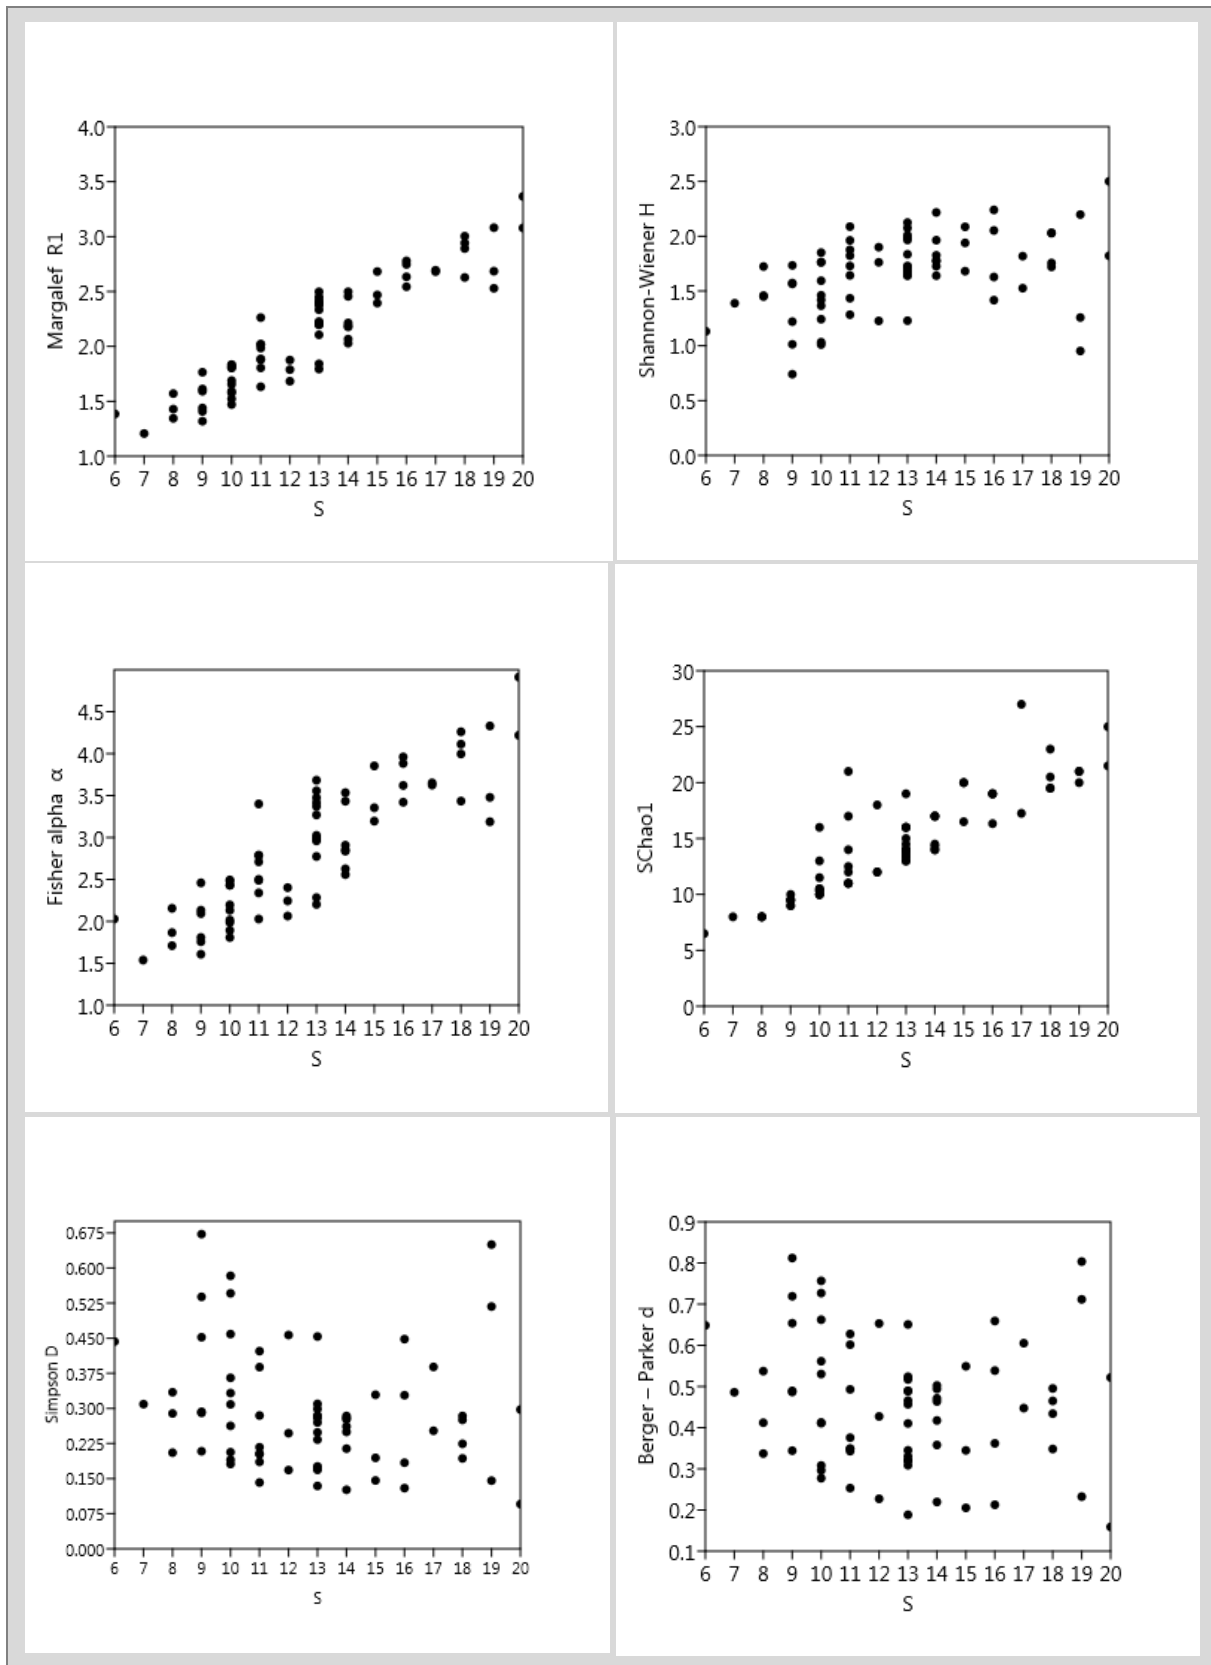 4.0
3.5
3.0
2.5
2.0
1.5
1.0
Margalef R1
6 7 8 9 10 11 12 13 14 15 16 17 18 19 20
S
3.0
2.5
2.0
1.5
1.0
0.5
0.0
Shannon-Wiener H
6 7 8 9 10 11 12 13 14 15 16 17 18 19 20
S
4.5
4.0
3.5
3.0
2.5
2.0
1.5
1.0
Fisher alpha α
6 7 8 9 10 11 12 13 14 15 16 17 18 19 20
S
30
25
20
15
10
5
0
SChao1
6 7 8 9 10 11 12 13 14 15 16 17 18 19 20
S
0.675
0.600
0.525
0.450
0.375
0.300
0.225
0.150
0.075
0.000
Simpson D
6 7 8 9 10 11 12 13 14 15 16 17 18 19 20
S
0.9
0.8
0.7
0.6
0.5
0.4
0.3
0.2
0.1
Berger – Parker d
6 7 8 9 10 11 12 13 14 15 16 17 18 19 20
S